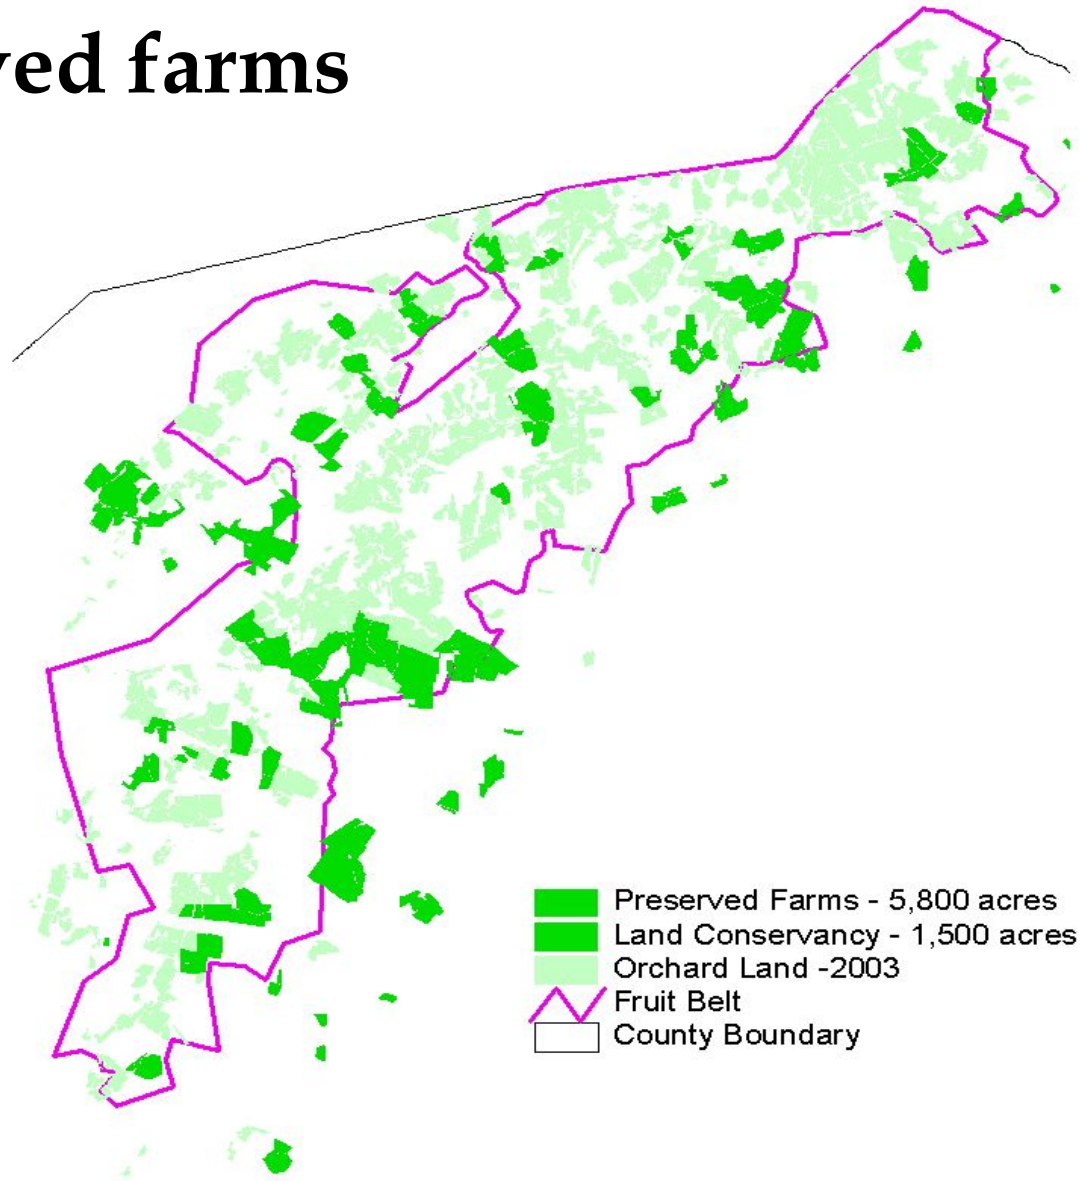 ved farms
Preserved Farms - 5,800 acres
Land Conservancy - 1,500 acres
Orchard Land -2003
Fruit Belt
County Boundary